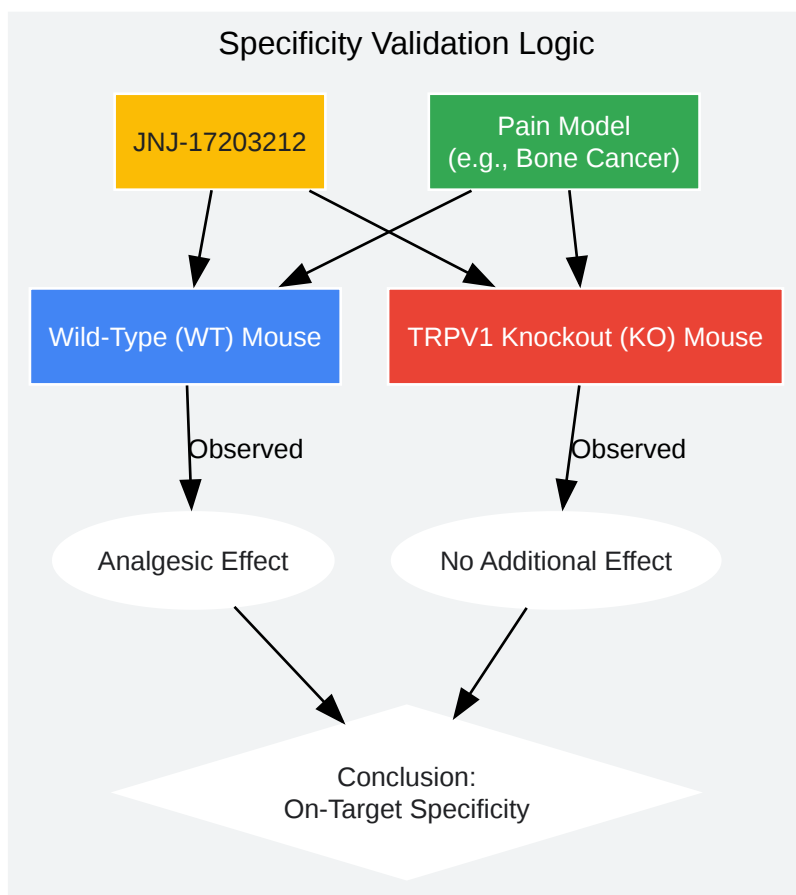 Specificity Validation Logic
JNJ-17203212
Pain Model
(e.g., Bone Cancer)
Wild-Type (WT) Mouse
TRPV1 Knockout (KO) Mouse
Observed
Observed
Analgesic Effect
No Additional Effect
Conclusion:
On-Target Specificity